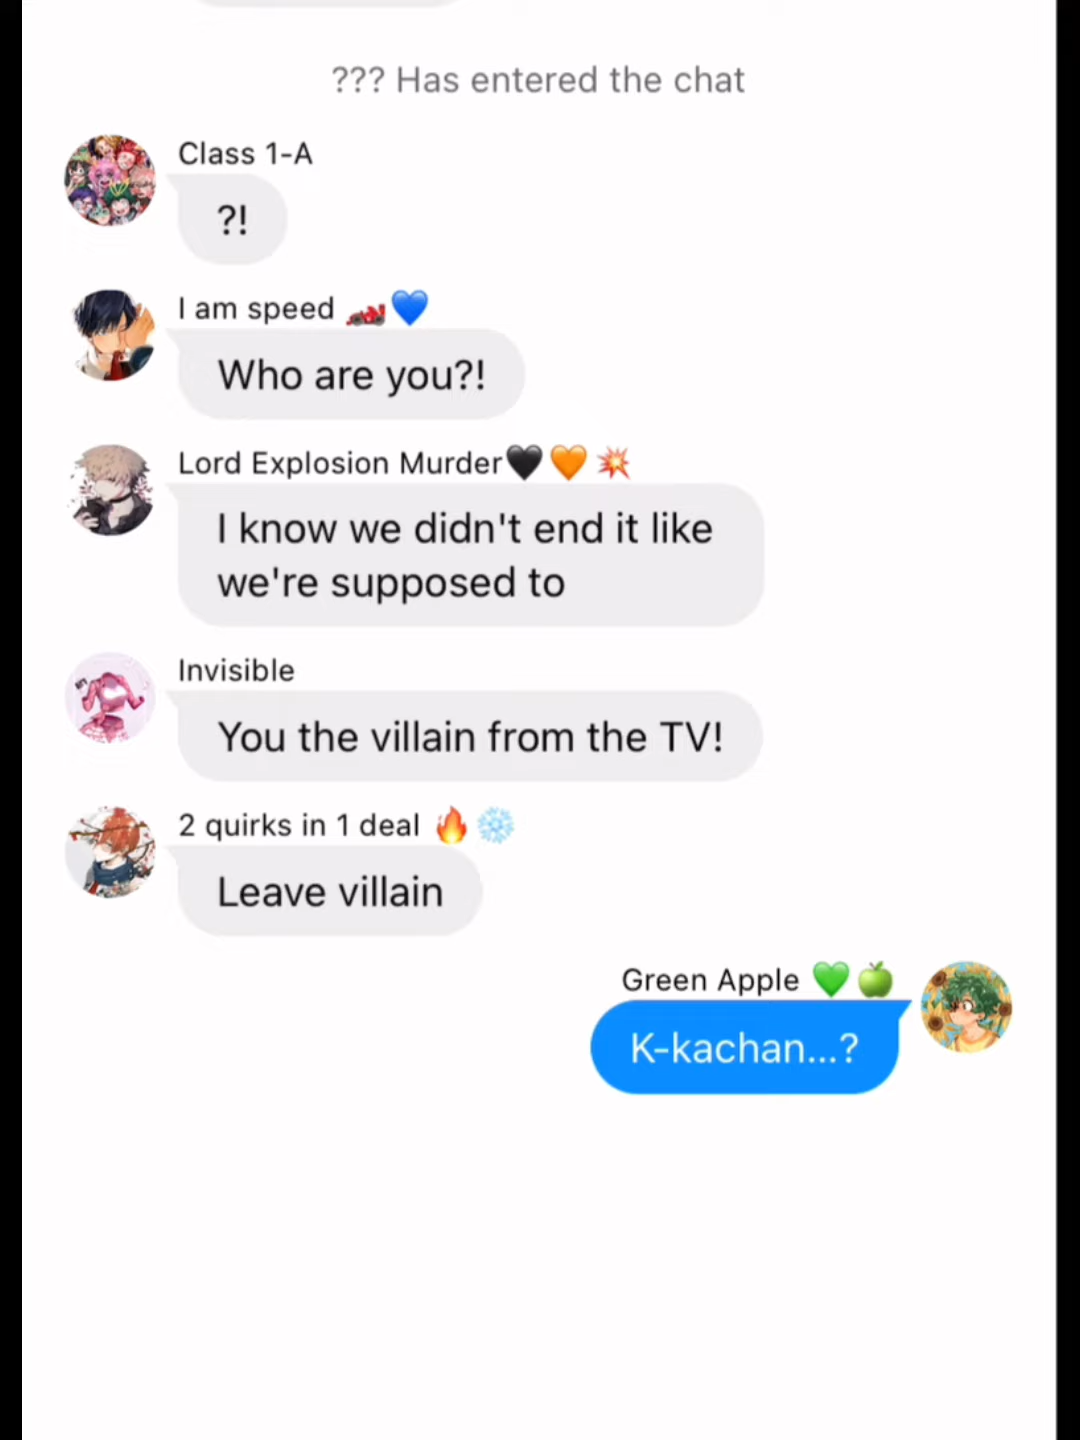 ??? Has entered the chat
Class 1-A
?!
I am speed 🏎️💙
Who are you?!
Lord Explosion Murder🖤🧡💥
I know we didn't end it like
we're supposed to
Invisible
You the villain from the TV!
2 quirks in 1 deal 🔥❄️
Leave villain
Green Apple 💚🍏
K-kachan...?